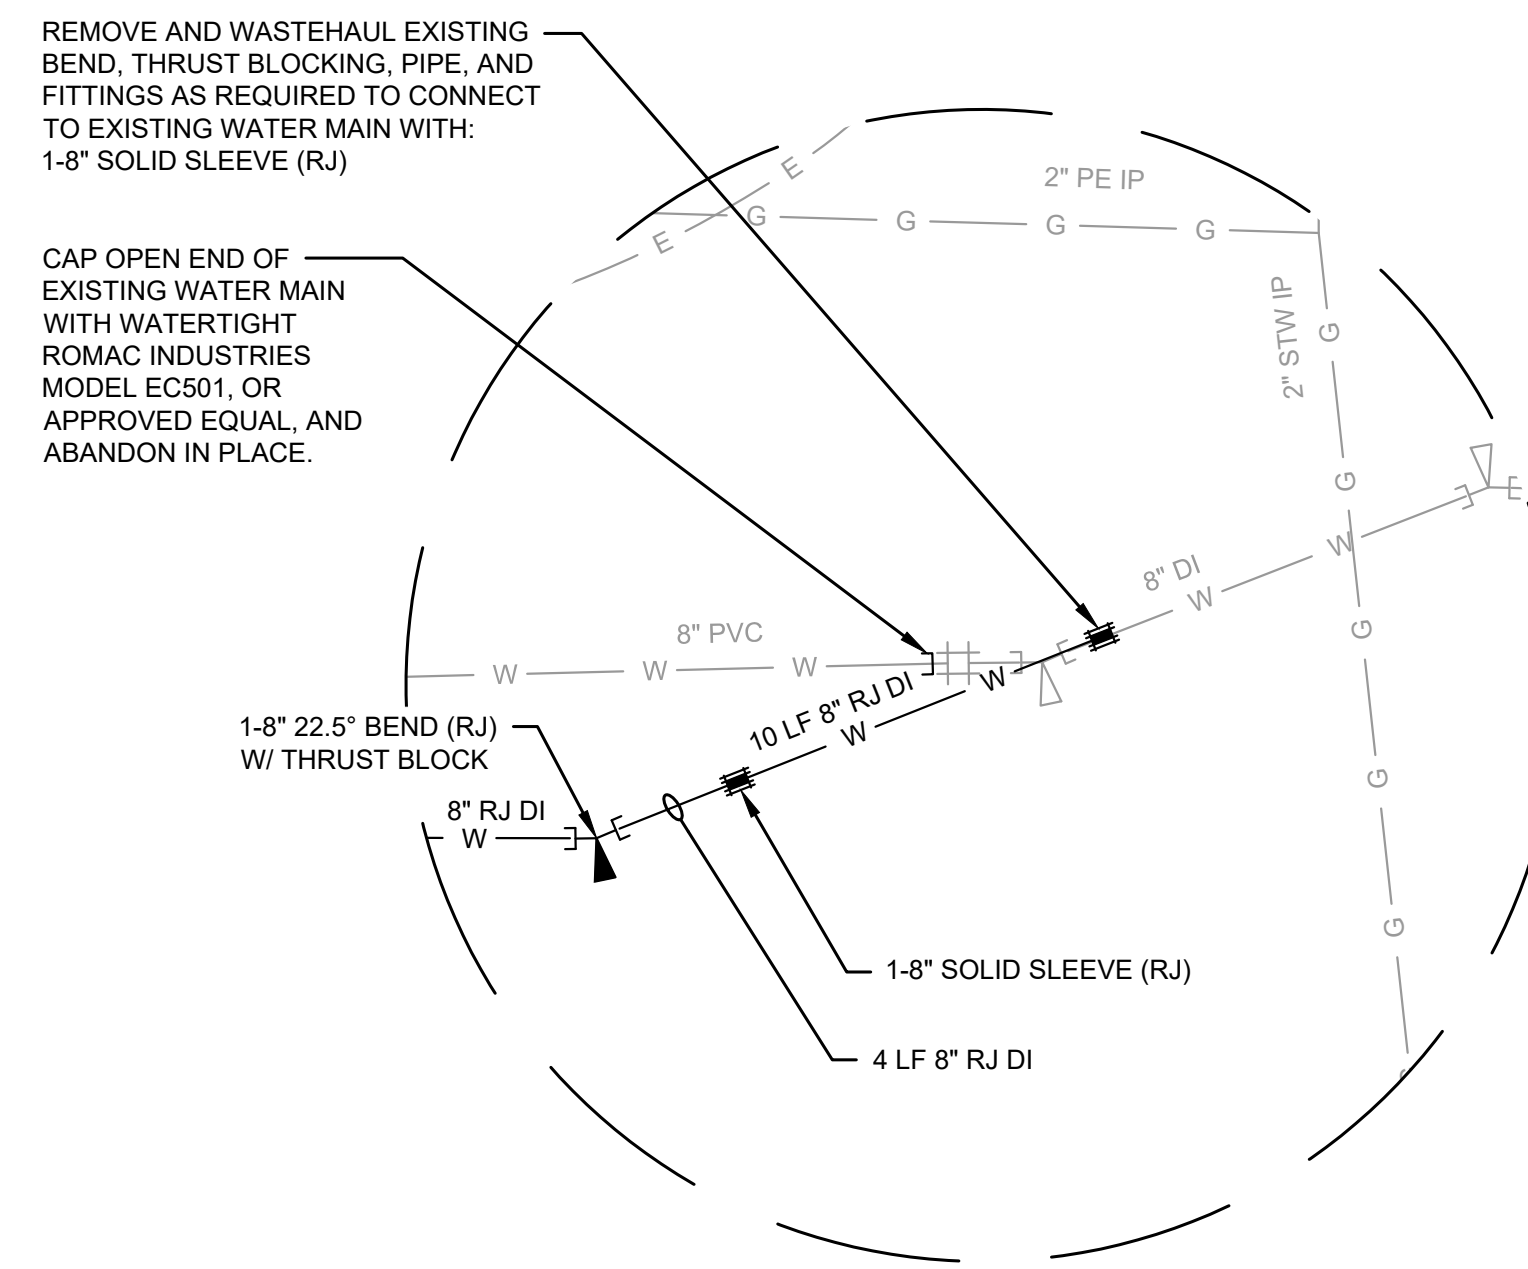 REMOVE AND WASTEHAUL EXISTING
BEND, THRUST BLOCKING, PIPE, AND
FITTINGS AS REQUIRED TO CONNECT
TO EXISTING WATER MAIN WITH:
1-8" SOLID SLEEVE (RJ)
CAP OPEN END OF
EXISTING WATER MAIN
WITH WATERTIGHT
ROMAC INDUSTRIES
MODEL EC501, OR
APPROVED EQUAL, AND
ABANDON IN PLACE.
E
E
2" PE IP
G G G G
2" STW IP
G
G
G
G
G
8" DI
W W
8" PVC
W W W
10 LF 8" RJ DI
W W
1-8" 22.5° BEND (RJ)
W/ THRUST BLOCK
8" RJ DI
W
1-8" SOLID SLEEVE (RJ)
4 LF 8" RJ DI